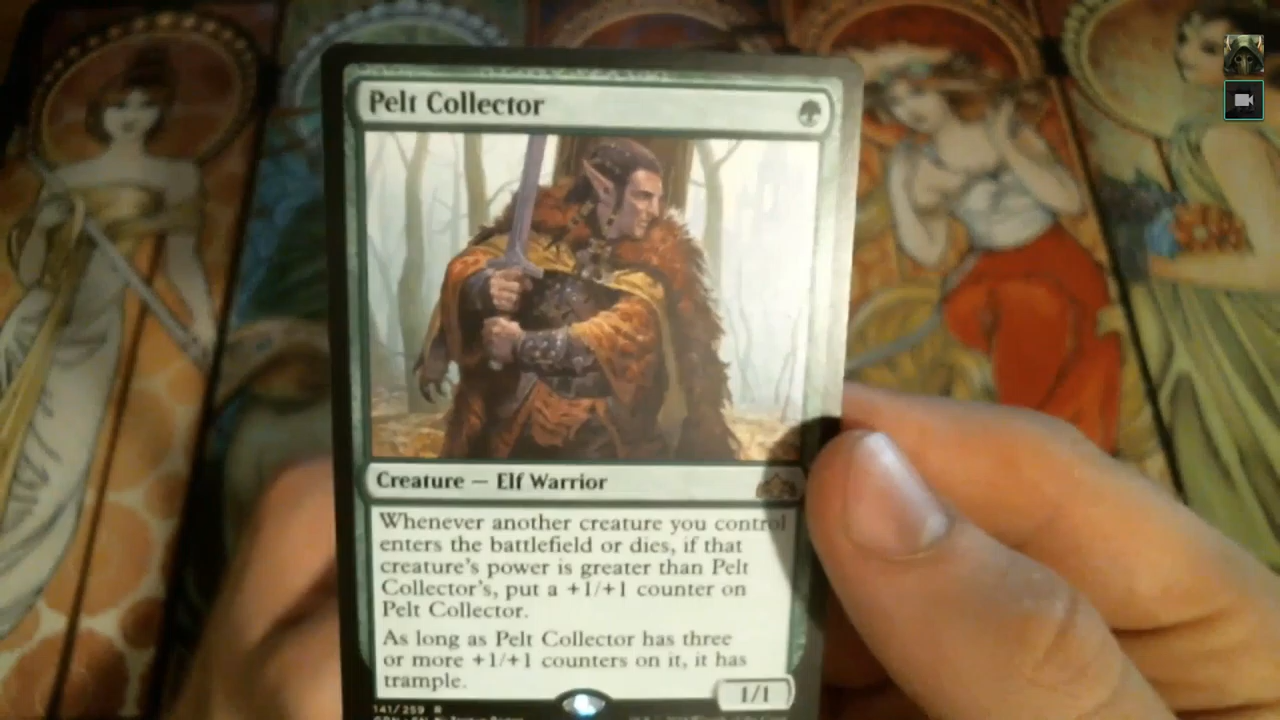 Pelt Collector
Creature — Elf Warrior
Whenever another creature you control
enters the battlefield or dies, if that
creature's power is greater than Pelt
Collector's, put a +1/+1 counter on
Pelt Collector.
As long as Pelt Collector has three
or more +1/+1 counters on it, it has
trample.
1/1
141/259 R